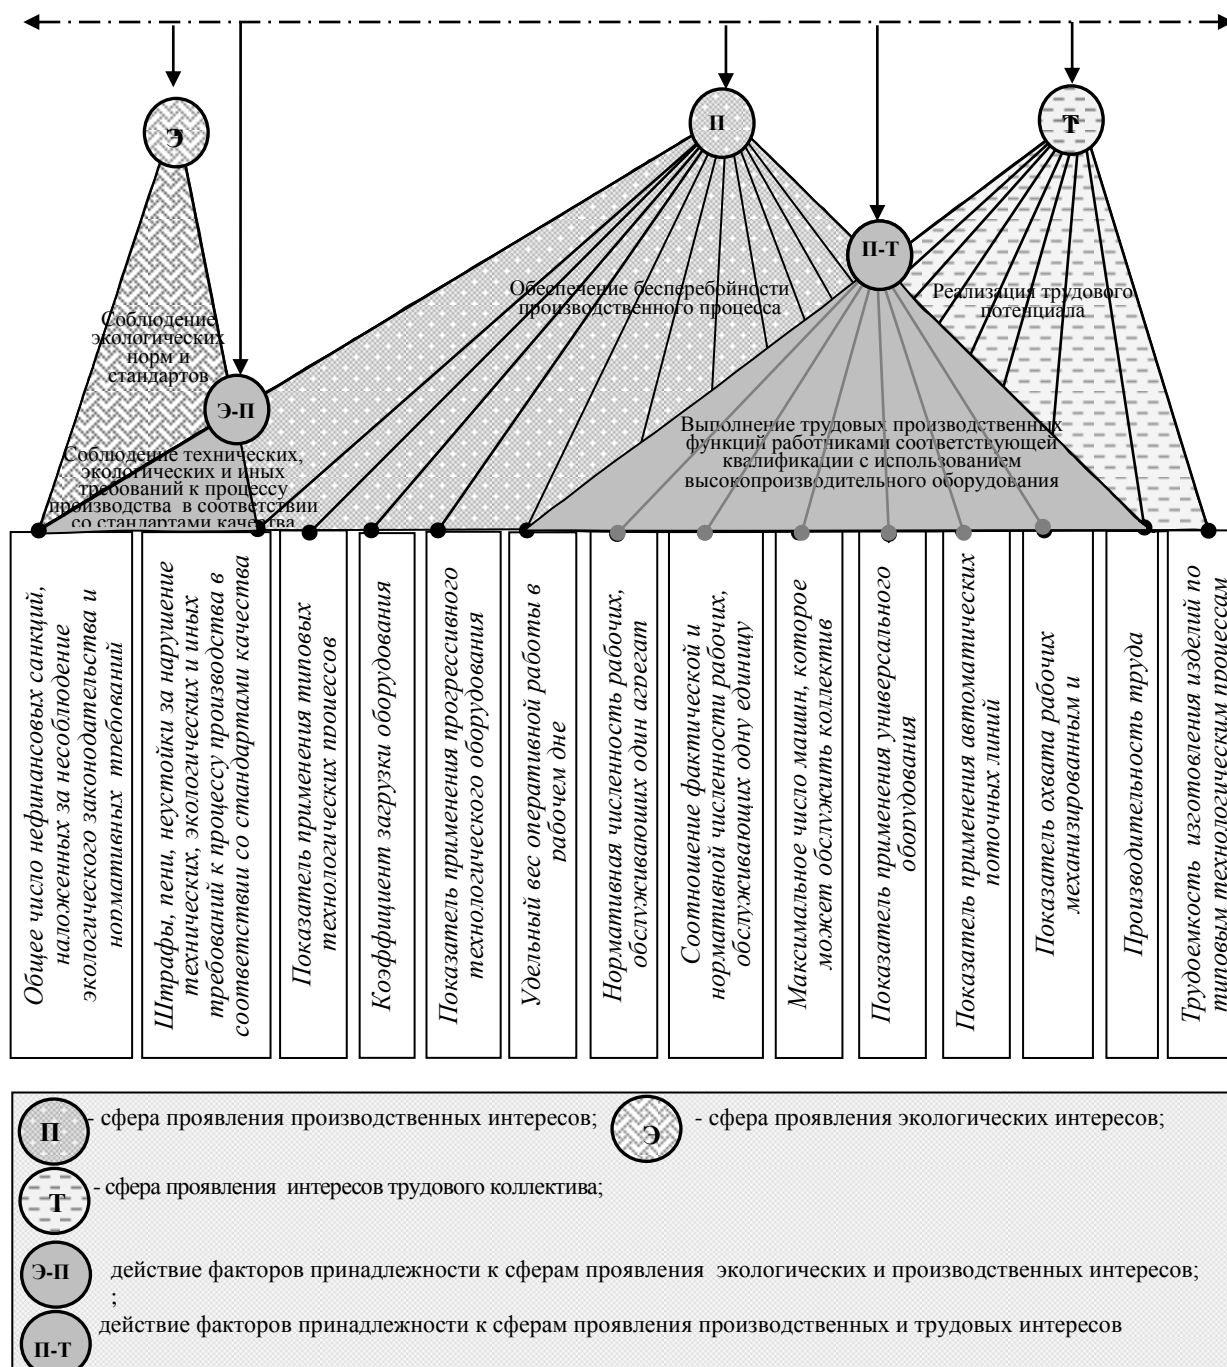 Э
П
Т
П-Т
Обеспечение бесперебойности
производственного процесса
Реализация трудового
потенциала
Соблюдение
экологических
норм и
стандартов
Э-П
Выполнение трудовых производственных
функций работниками соответствующей
квалификации с использованием
высокопроизводительного оборудования
Соблюдение технических,
экологических и иных
требований к процессу
производства в соответствии
со стандартами качества
Общее число нефинансовых санкций,
наложенных за несоблюдение
экологического законодательства и
нормативных требований
Штрафы, пени, неустойки за нарушение
технических, экологических и иных
требований к процессу производства в
соответствии со стандартами качества
Показатель применения типовых
технологических процессов
Коэффициент загрузки оборудования
Показатель применения прогрессивного
технологического оборудования
Удельный вес оперативной работы в
рабочем дне
Нормативная численность рабочих,
обслуживающих один агрегат
Соотношение фактической и
нормативной численности рабочих,
обслуживающих одну единицу
Максимальное число машин, которое
может обслужить коллектив
Показатель применения универсального
оборудования
Показатель применения автоматических
поточных линий
Показатель охвата рабочих
механизированным и
Производительность труда
Трудоемкость изготовления изделий по
типовым технологическим процессам
П - сфера проявления производственных интересов;
Э - сфера проявления экологических интересов;
Т - сфера проявления интересов трудового коллектива;
Э-П действие факторов принадлежности к сферам проявления экологических и производственных интересов;
;
П-Т действие факторов принадлежности к сферам проявления производственных и трудовых интересов